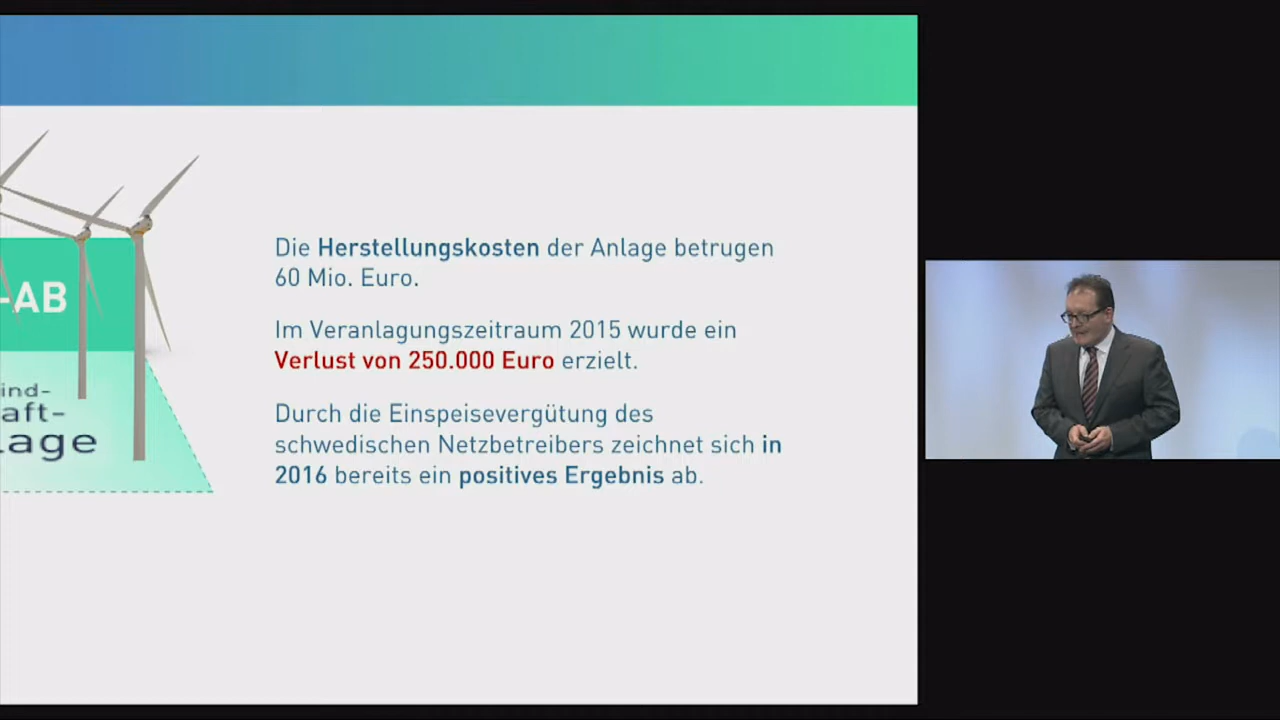 -AB
ind-
aft-
lage
Die Herstellungskosten der Anlage betrugen
60 Mio. Euro.
Im Veranlagungszeitraum 2015 wurde ein
Verlust von 250.000 Euro erzielt.
Durch die Einspeisevergütung des
schwedischen Netzbetreibers zeichnet sich in
2016 bereits ein positives Ergebnis ab.